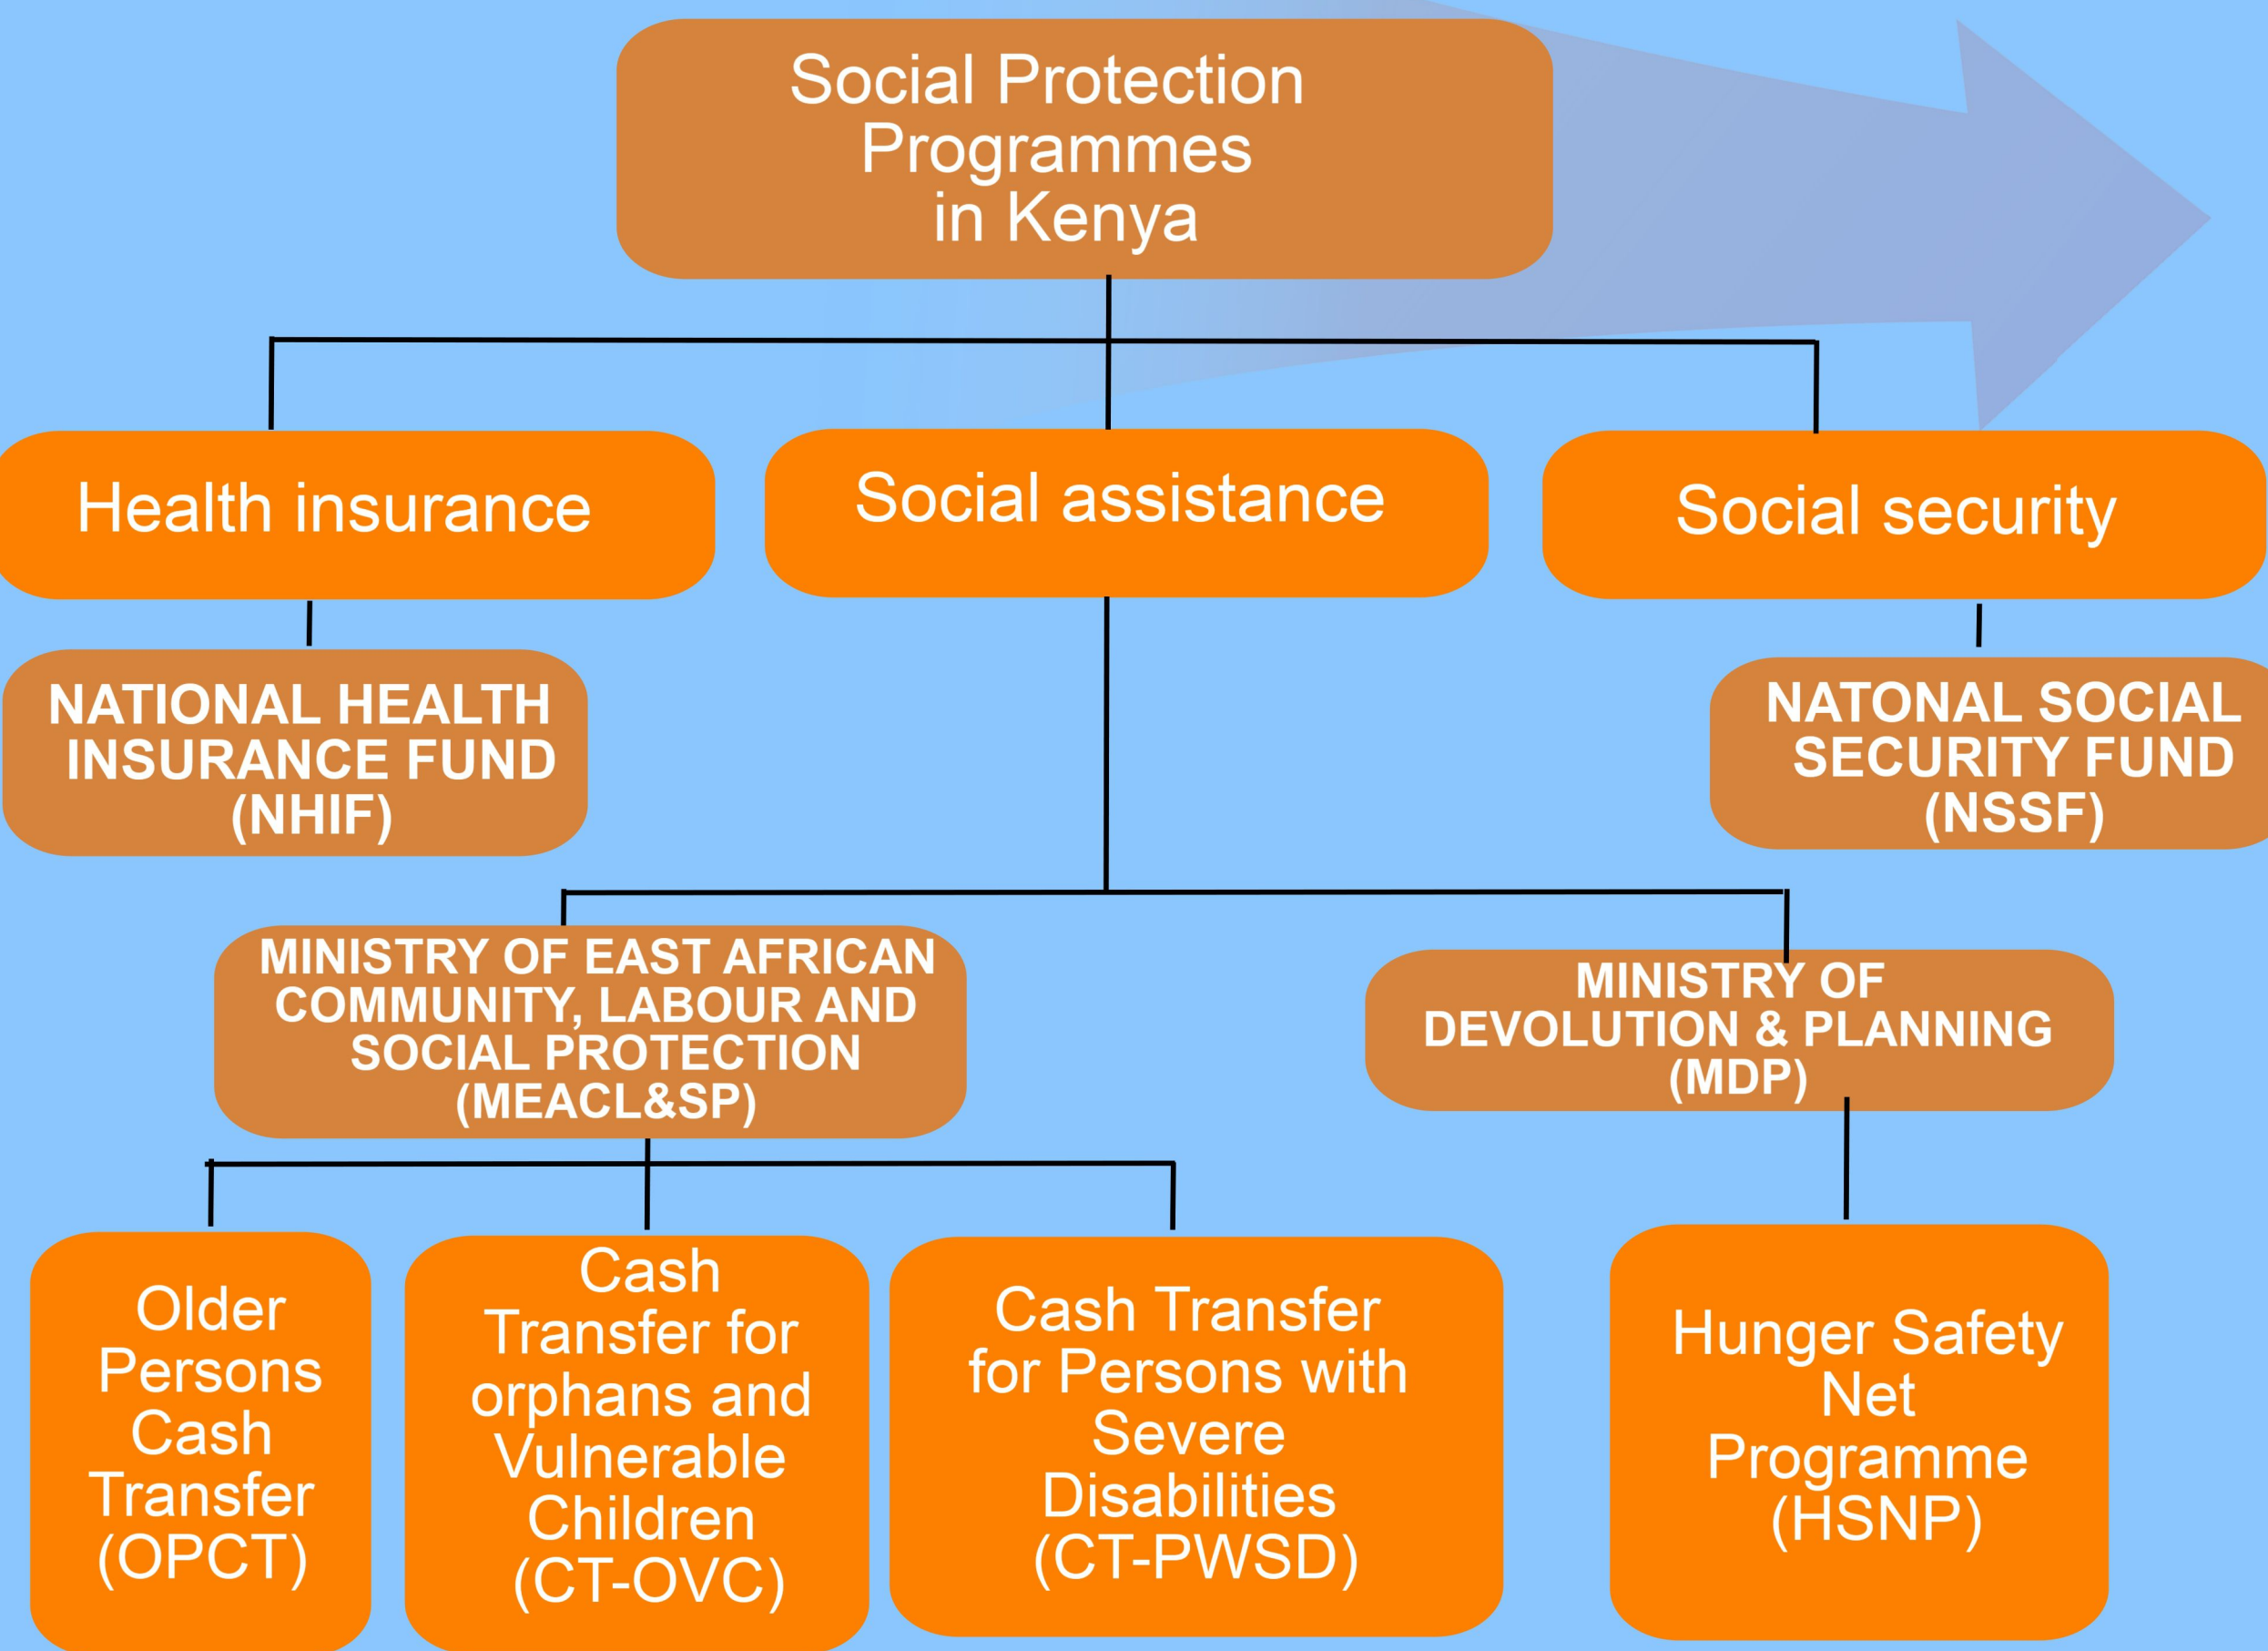 Social Protection
Programmes
in Kenya
Health insurance
Social assistance
Social security
NATIONAL HEALTH
INSURANCE FUND
(NHIF)
NATONAL SOCIAL
SECURITY FUND
(NSSF)
MINISTRY OF EAST AFRICAN
COMMUNITY, LABOUR AND
SOCIAL PROTECTION
(MEACL&SP)
MINISTRY OF
DEVOLUTION & PLANNING
(MDP)
Older
Persons
Cash
Transfer
(OPCT)
Cash
Transfer for
orphans and
Vulnerable
Children
(CT-OVC)
Cash Transfer
for Persons with
Severe
Disabilities
(CT-PWSD)
Hunger Safety
Net
Programme
(HSNP)